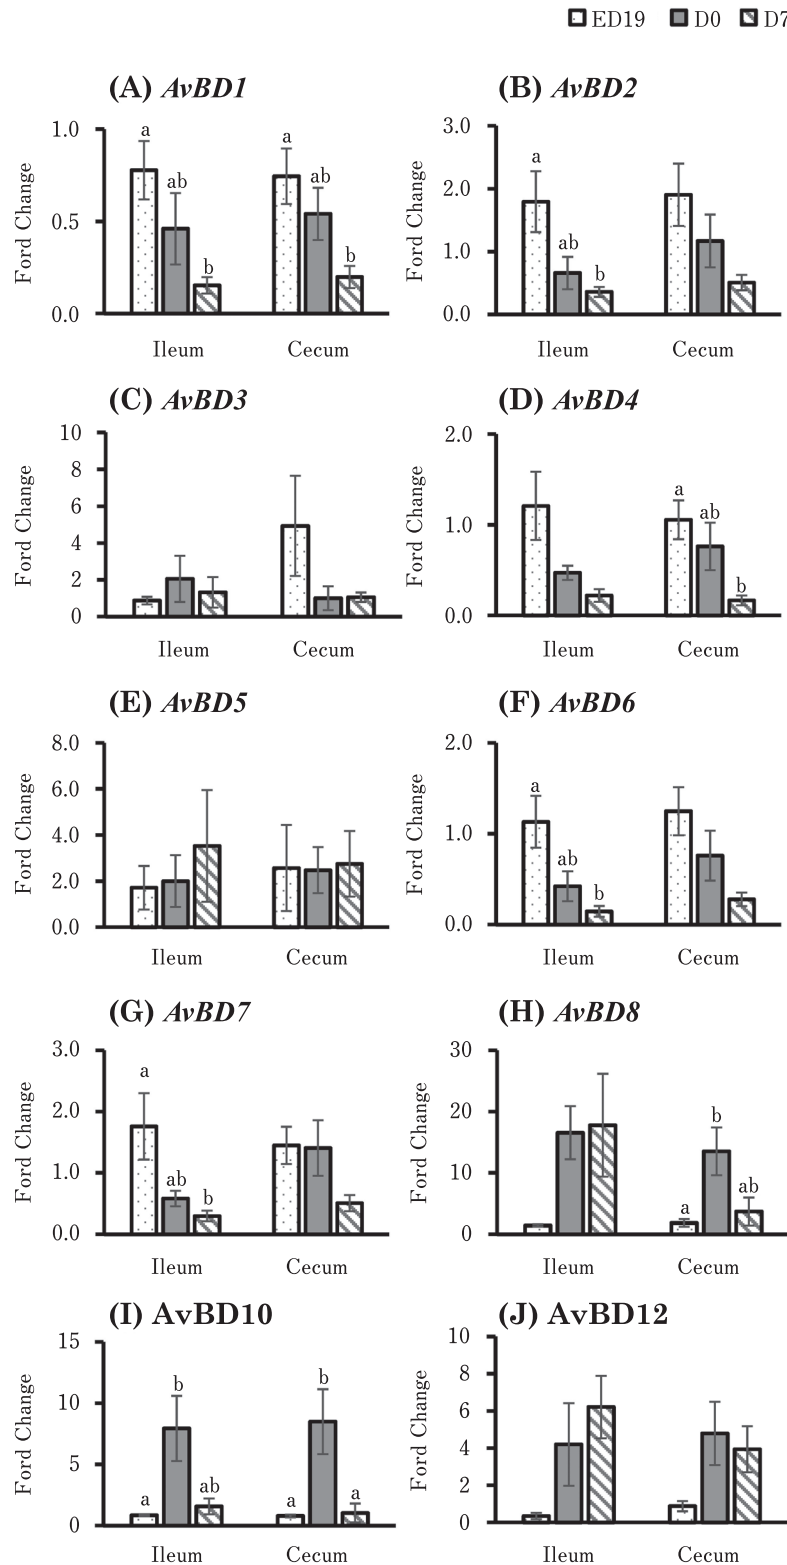 ED19 D0 D7
(A) AvBD1
(B) AvBD2
Ford Change
1.0
0.5
0.0
a
ab
b
a
ab
b
Ileum
Cecum
Ford Change
3.0
2.0
1.0
0.0
a
ab
b
Ileum
Cecum
(C) AvBD3
(D) AvBD4
Ford Change
10
8
6
4
2
0
Ileum
Cecum
Ford Change
2.0
1.0
0.0
a
ab
b
Ileum
Cecum
(E) AvBD5
(F) AvBD6
Ford Change
8.0
6.0
4.0
2.0
0.0
Ileum
Cecum
Ford Change
2.0
1.0
0.0
a
ab
b
Ileum
Cecum
(G) AvBD7
(H) AvBD8
Ford Change
3.0
2.0
1.0
0.0
a
ab
b
Ileum
Cecum
Ford Change
30
20
10
0
a
b
ab
Ileum
Cecum
(I) AvBD10
(J) AvBD12
Ford Change
15
10
5
0
a
b
ab
a
b
a
Ileum
Cecum
Ford Change
10
8
6
4
2
0
Ileum
Cecum